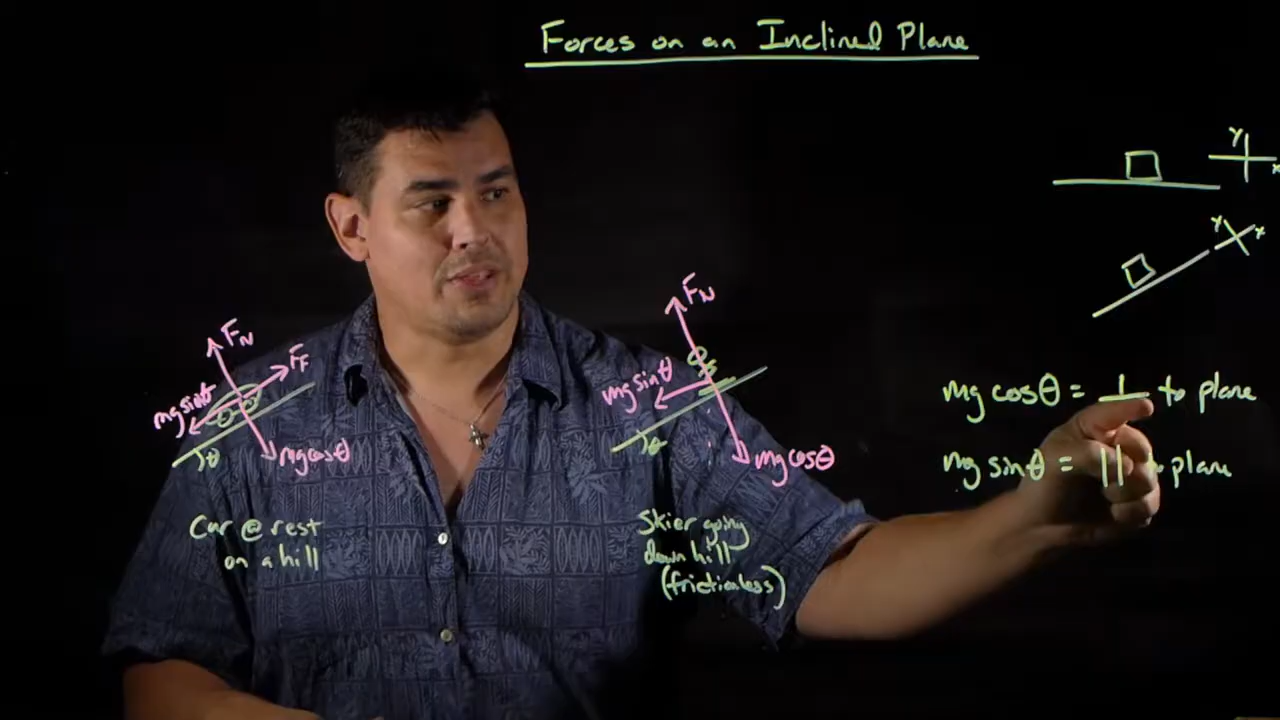 Forces on an Inclined Plane
y
x
y
x
F_N
F_F
mg sinθ
mg cosθ
θ
Car @ rest
on a hill
F_N
mg sinθ
mg cosθ
θ
Skier going
down hill
(frictionless)
mg cosθ = ⊥ to plane
mg sinθ = || to plane